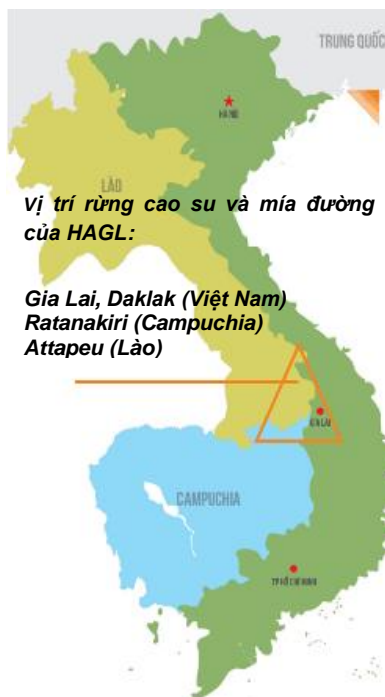 TRUNG QUỐC
HÀ NỘI
LÀO
Vị trí rừng cao su và mía đường
của HAGL:
Gia Lai, Daklak (Việt Nam)
Ratanakiri (Campuchia)
Attapeu (Lào)
GIA LAI
CAMPUCHIA
TP HỒ CHÍ MINH